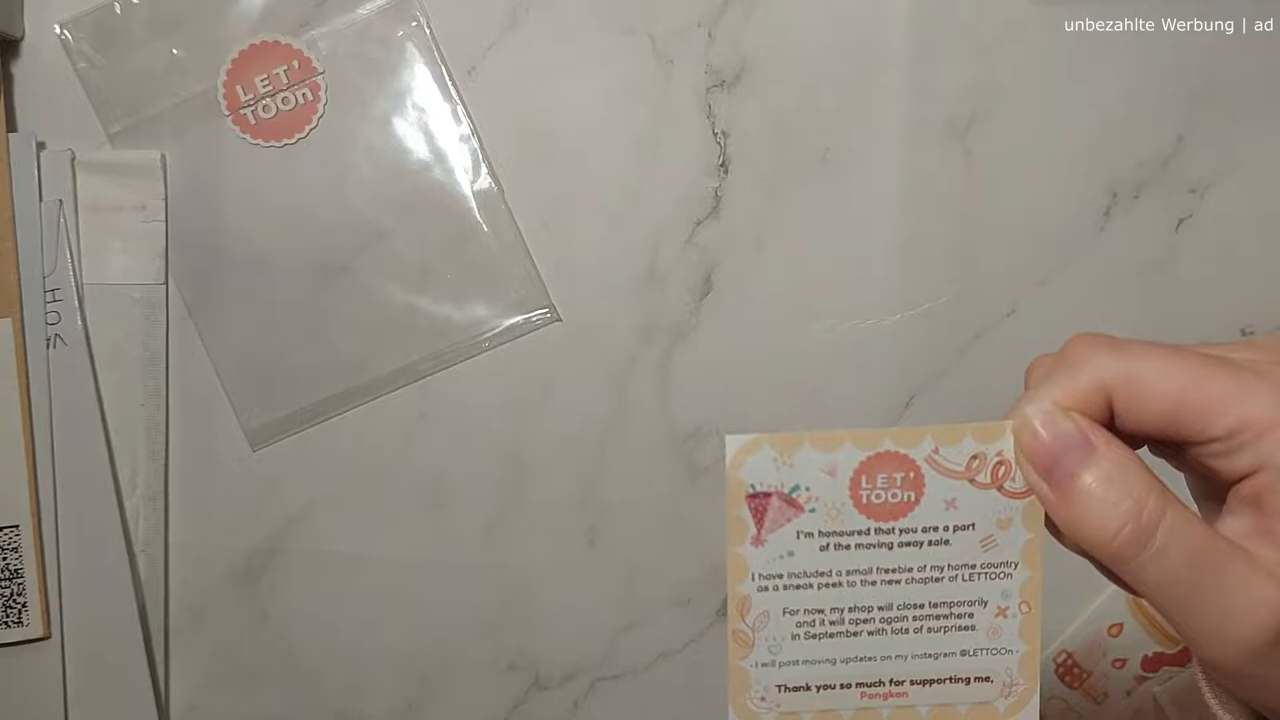 unbezahlte Werbung | ad
LET'
TOOn
LET'
TOOn
I'm honoured that you are a part
of the moving away sale.
I have included a small freebie of my home country
as a sneak peek to the new chapter of LETTOOn
For now, my shop will close temporarily
and it will open again somewhere
in September with lots of surprises.
- I will post moving updates on my instagram @LETTOOn -
Thank you so much for supporting me,
Pongkan